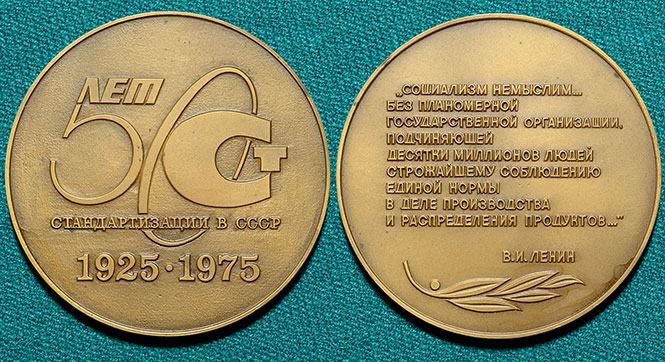 ЛЕТ
50
СТ
СТАНДАРТИЗАЦИИ В СССР
1925·1975
„СОЦИАЛИЗМ НЕМЫСЛИМ...
БЕЗ ПЛАНОМЕРНОЙ
ГОСУДАРСТВЕННОЙ ОРГАНИЗАЦИИ,
ПОДЧИНЯЮЩЕЙ
ДЕСЯТКИ МИЛЛИОНОВ ЛЮДЕЙ
СТРОЖАЙШЕМУ СОБЛЮДЕНИЮ
ЕДИНОЙ НОРМЫ
В ДЕЛЕ ПРОИЗВОДСТВА
И РАСПРЕДЕЛЕНИЯ ПРОДУКТОВ..."
В.И.ЛЕНИН